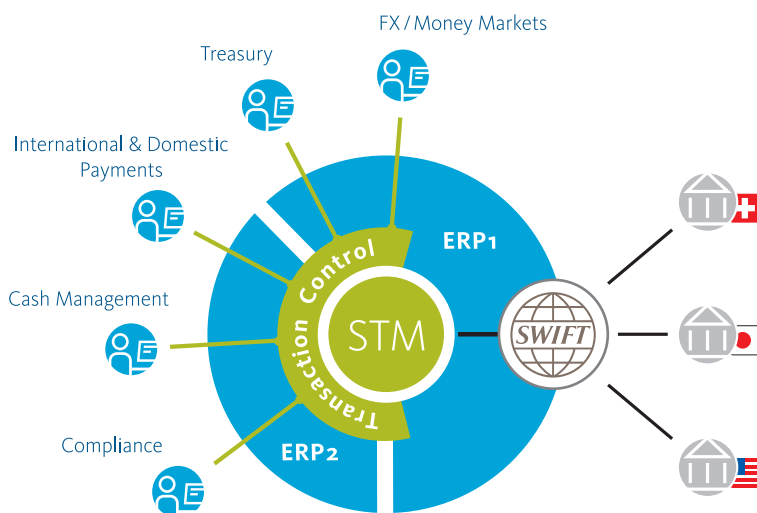 FX / Money Markets
Treasury
International & Domestic
Payments
Cash Management
Compliance
Transaction Control
ERP1
STM
SWIFT
ERP2